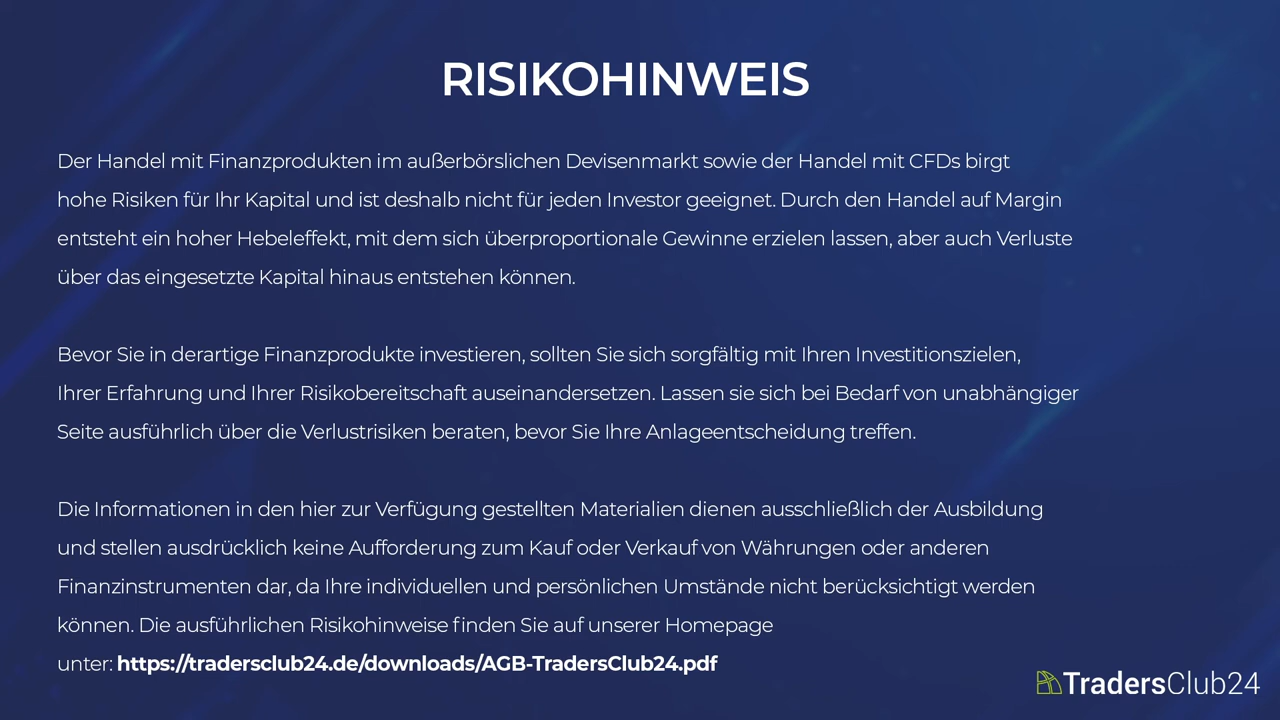 RISIKOHINWEIS
Der Handel mit Finanzprodukten im außerbörslichen Devisenmarkt sowie der Handel mit CFDs birgt
hohe Risiken für Ihr Kapital und ist deshalb nicht für jeden Investor geeignet. Durch den Handel auf Margin
entsteht ein hoher Hebeleffekt, mit dem sich überproportionale Gewinne erzielen lassen, aber auch Verluste
über das eingesetzte Kapital hinaus entstehen können.
Bevor Sie in derartige Finanzprodukte investieren, sollten Sie sich sorgfältig mit Ihren Investitionszielen,
Ihrer Erfahrung und Ihrer Risikobereitschaft auseinandersetzen. Lassen sie sich bei Bedarf von unabhängiger
Seite ausführlich über die Verlustrisiken beraten, bevor Sie Ihre Anlageentscheidung treffen.
Die Informationen in den hier zur Verfügung gestellten Materialien dienen ausschließlich der Ausbildung
und stellen ausdrücklich keine Aufforderung zum Kauf oder Verkauf von Währungen oder anderen
Finanzinstrumenten dar, da Ihre individuellen und persönlichen Umstände nicht berücksichtigt werden
können. Die ausführlichen Risikohinweise finden Sie auf unserer Homepage
unter: https://tradersclub24.de/downloads/AGB-TradersClub24.pdf
TradersClub24